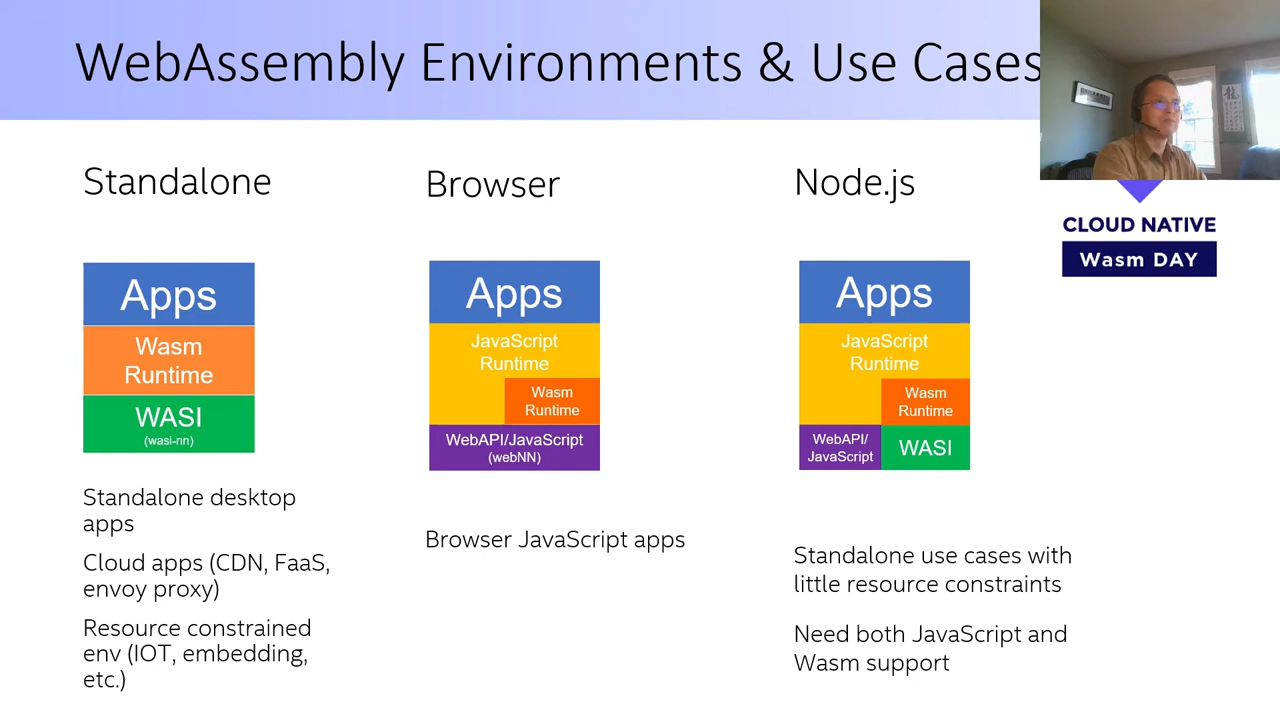 WebAssembly Environments & Use Cases
Standalone
Apps
Wasm
Runtime
WASI
(wasi-nn)
Standalone desktop
apps
Cloud apps (CDN, FaaS,
envoy proxy)
Resource constrained
env (IOT, embedding,
etc.)
Browser
Apps
JavaScript
Runtime
Wasm
Runtime
WebAPI/JavaScript
(webNN)
Browser JavaScript apps
Node.js
Apps
JavaScript
Runtime
Wasm
Runtime
WebAPI/
JavaScript
WASI
Standalone use cases with
little resource constraints
Need both JavaScript and
Wasm support
CLOUD NATIVE
Wasm DAY